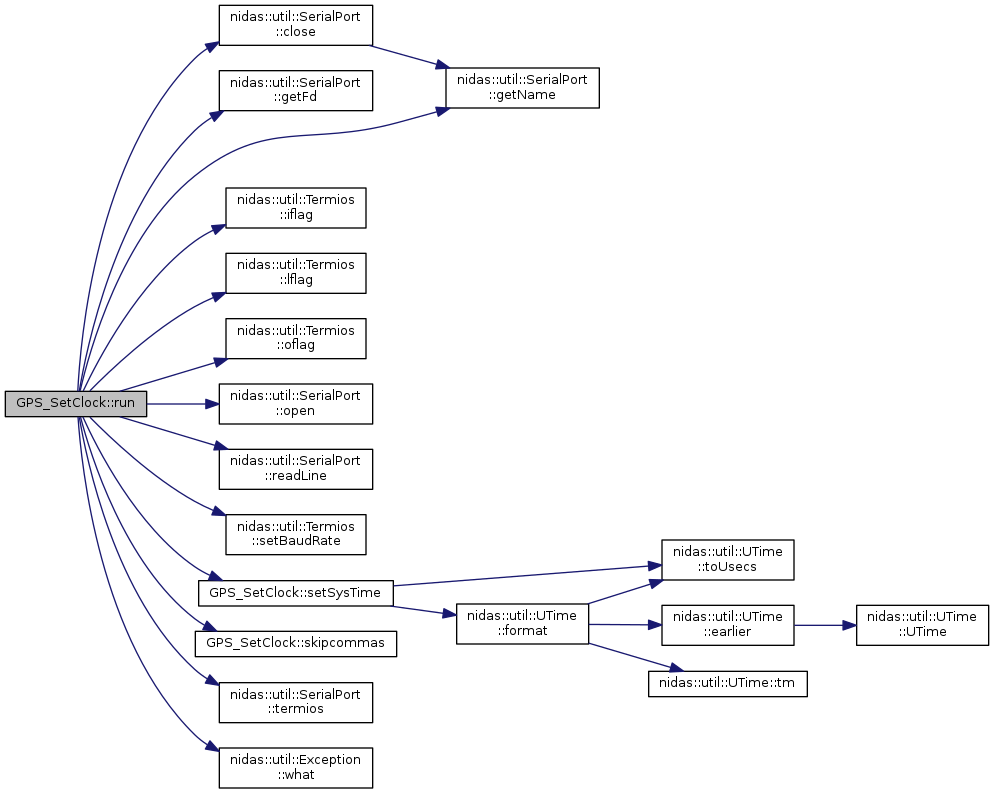 nidas::util::SerialPort
::close
nidas::util::SerialPort
::getFd
nidas::util::SerialPort
::getName
nidas::util::Termios
::iflag
nidas::util::Termios
::lflag
nidas::util::Termios
::oflag
GPS_SetClock::run
nidas::util::SerialPort
::open
nidas::util::SerialPort
::readLine
nidas::util::Termios
::setBaudRate
GPS_SetClock::setSysTime
nidas::util::UTime
::format
nidas::util::UTime
::toUsecs
nidas::util::UTime
::earlier
nidas::util::UTime
::UTime
nidas::util::UTime::tm
GPS_SetClock::skipcommas
nidas::util::SerialPort
::termios
nidas::util::Exception
::what